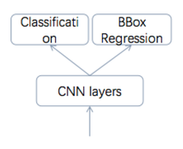 Classificati
on
BBox
Regression
CNN layers